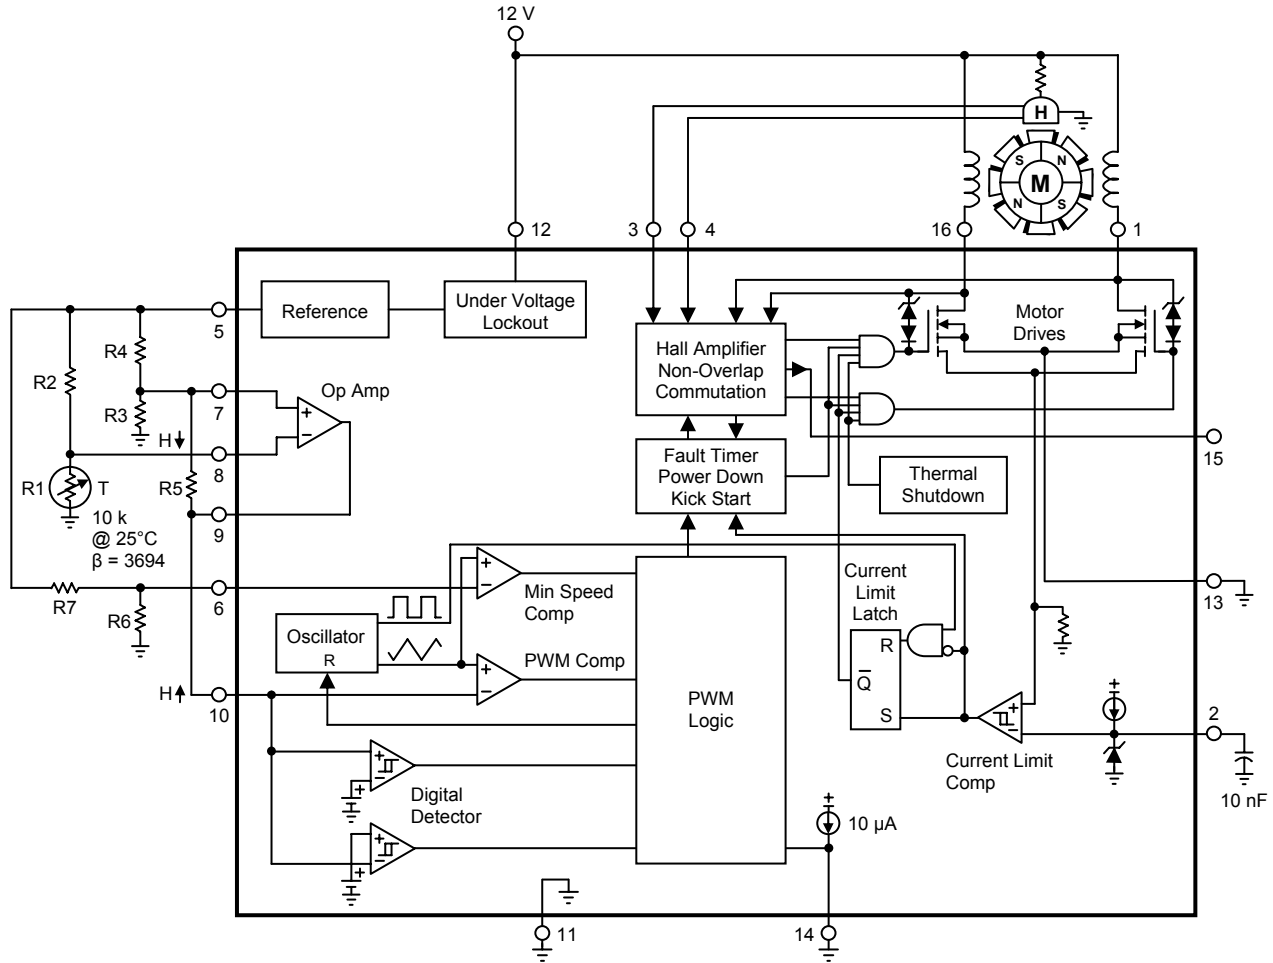 12 V
H
S
N
M
N
S
12
3
4
16
1
Reference
Under Voltage
Lockout
5
Motor
Drives
Hall Amplifier
Non-Overlap
Commutation
R4
R2
Op Amp
R3
7
+
−
H
8
15
Fault Timer
Power Down
Kick Start
Thermal
Shutdown
R1
T
R5
10 k
@ 25°C
β = 3694
9
+
−
Min Speed
Comp
Current
Limit
Latch
6
13
R7
R6
Oscillator
R
R
PWM Comp
+
−
Q
H
10
PWM
Logic
S
+
−
+
2
Current Limit
Comp
+
−
+
Digital
Detector
10 nF
+
10 µA
+
−
+
11
14